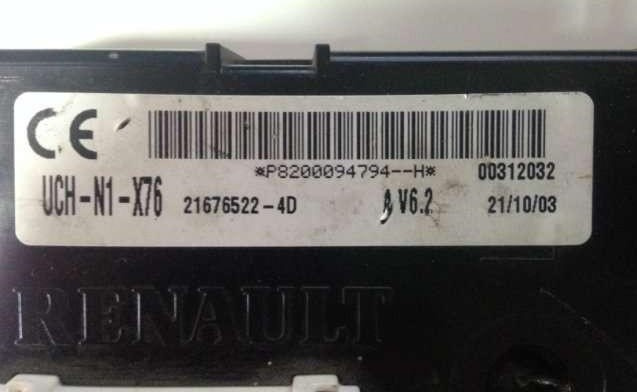 CE
*P8200094794--H* 00312032
UCH-N1-X76 21676522-4D A V6.2 21/10/03
RENAULT